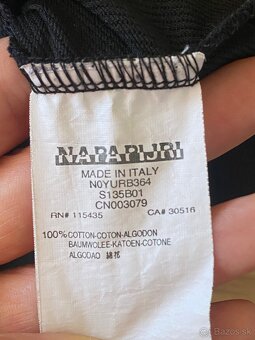 NAPAPIJRI
MADE IN ITALY
N0YURB364
S135B01
CN003079
RN# 115435 CA# 30516
100% COTTON-COTON-ALGODON
BAUMWOLLE-KATOEN-COTONE
ALGODAO 綿花
bazos.sk